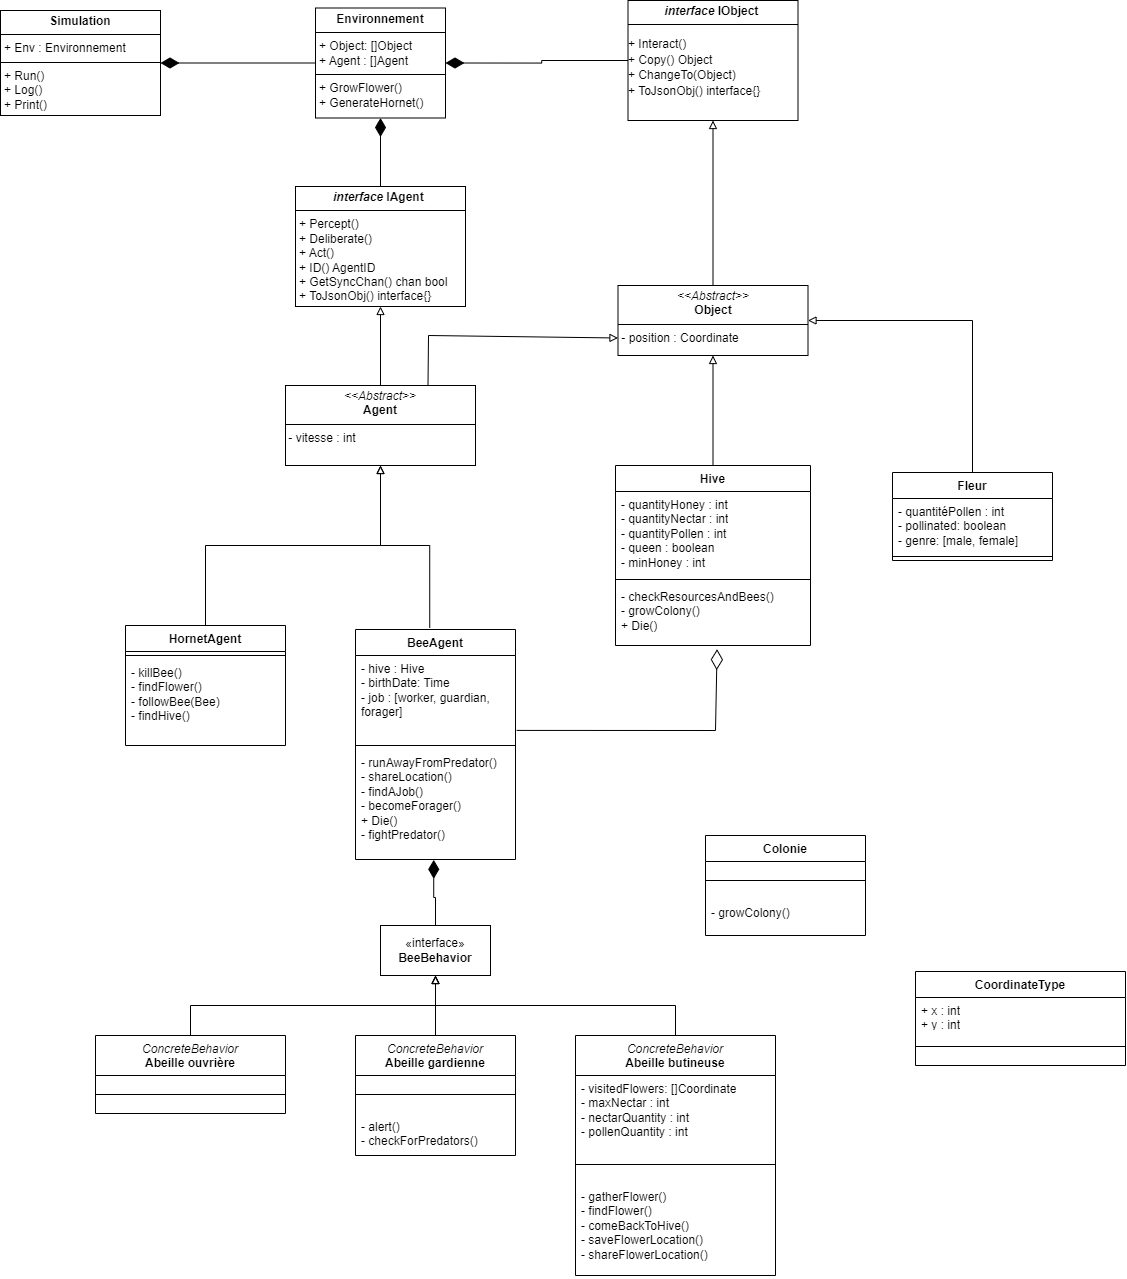 Simulation
+ Env : Environnement
+ Run()
+ Log()
+ Print()
Environnement
+ Object: []Object
+ Agent : []Agent
+ GrowFlower()
+ GenerateHornet()
interface IObject
+ Interact()
+ Copy() Object
+ ChangeTo(Object)
+ ToJsonObj() interface{}
interface IAgent
+ Percept()
+ Deliberate()
+ Act()
+ ID() AgentID
+ GetSyncChan() chan bool
+ ToJsonObj() interface{}
<<Abstract>>
Object
- position : Coordinate
<<Abstract>>
Agent
- vitesse : int
Hive
- quantityHoney : int
- quantityNectar : int
- quantityPollen : int
- queen : boolean
- minHoney : int
- checkResourcesAndBees()
- growColony()
+ Die()
Fleur
- quantitéPollen : int
- pollinated: boolean
- genre: [male, female]
HornetAgent
- killBee()
- findFlower()
- followBee(Bee)
- findHive()
BeeAgent
- hive : Hive
- birthDate: Time
- job : [worker, guardian,
forager]
- runAwayFromPredator()
- shareLocation()
- findAJob()
- becomeForager()
+ Die()
- fightPredator()
Colonie
- growColony()
«interface»
BeeBehavior
CoordinateType
+ x : int
+ y : int
ConcreteBehavior
Abeille ouvrière
ConcreteBehavior
Abeille gardienne
- alert()
- checkForPredators()
ConcreteBehavior
Abeille butineuse
- visitedFlowers: []Coordinate
- maxNectar : int
- nectarQuantity : int
- pollenQuantity : int
- gatherFlower()
- findFlower()
- comeBackToHive()
- saveFlowerLocation()
- shareFlowerLocation()